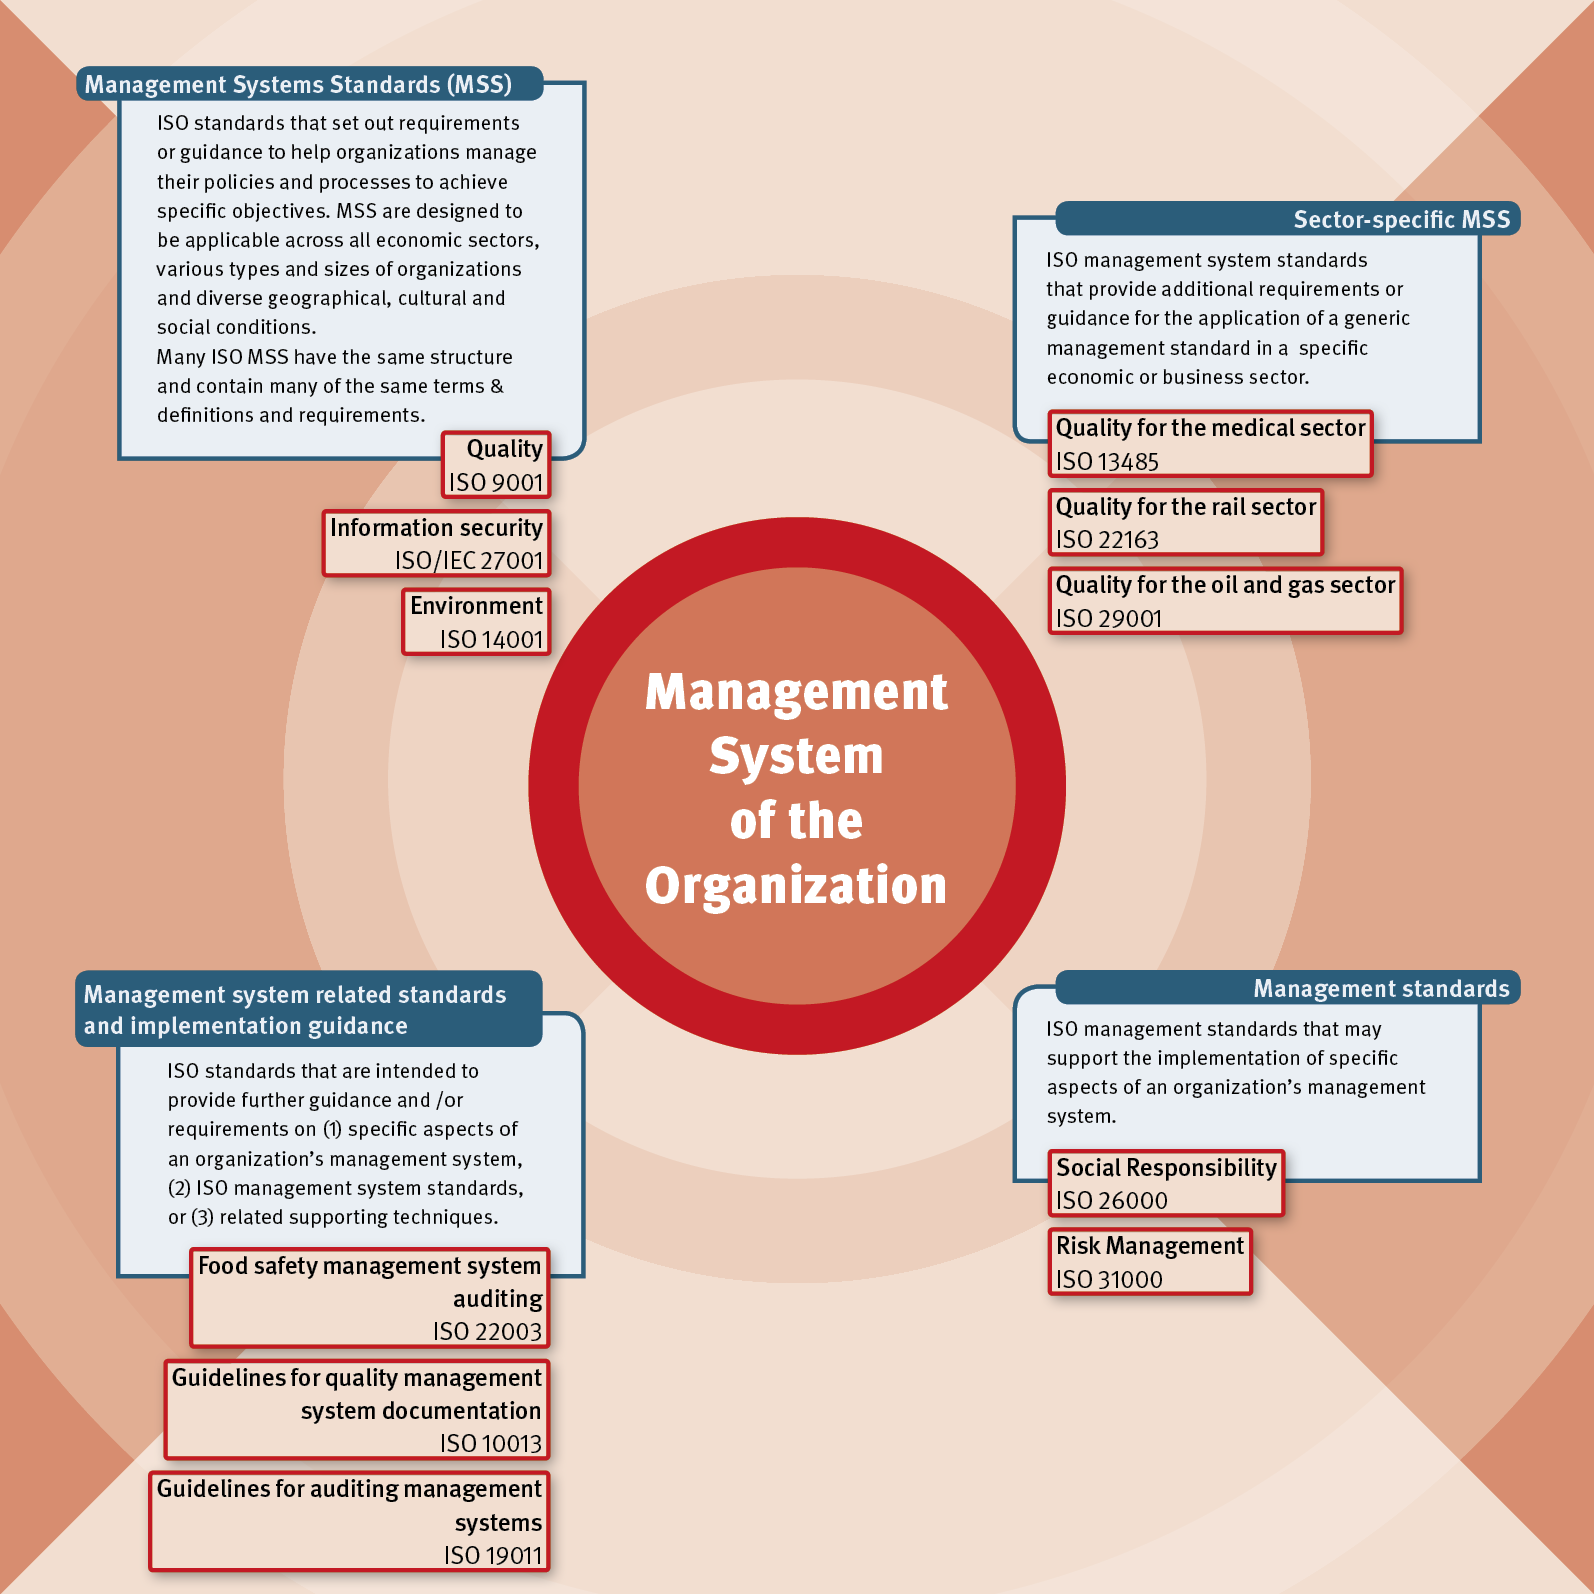 Management Systems Standards (MSS)
ISO standards that set out requirements
or guidance to help organizations manage
their policies and processes to achieve
specific objectives. MSS are designed to
be applicable across all economic sectors,
various types and sizes of organizations
and diverse geographical, cultural and
social conditions.
Many ISO MSS have the same structure
and contain many of the same terms &
definitions and requirements.
Quality
ISO 9001
Information security
ISO/IEC 27001
Environment
ISO 14001
Sector-specific MSS
ISO management system standards
that provide additional requirements or
guidance for the application of a generic
management standard in a specific
economic or business sector.
Quality for the medical sector
ISO 13485
Quality for the rail sector
ISO 22163
Quality for the oil and gas sector
ISO 29001
Management
System
of the
Organization
Management system related standards
and implementation guidance
ISO standards that are intended to
provide further guidance and /or
requirements on (1) specific aspects of
an organization’s management system,
(2) ISO management system standards,
or (3) related supporting techniques.
Food safety management system
auditing
ISO 22003
Guidelines for quality management
system documentation
ISO 10013
Guidelines for auditing management
systems
ISO 19011
Management standards
ISO management standards that may
support the implementation of specific
aspects of an organization’s management
system.
Social Responsibility
ISO 26000
Risk Management
ISO 31000